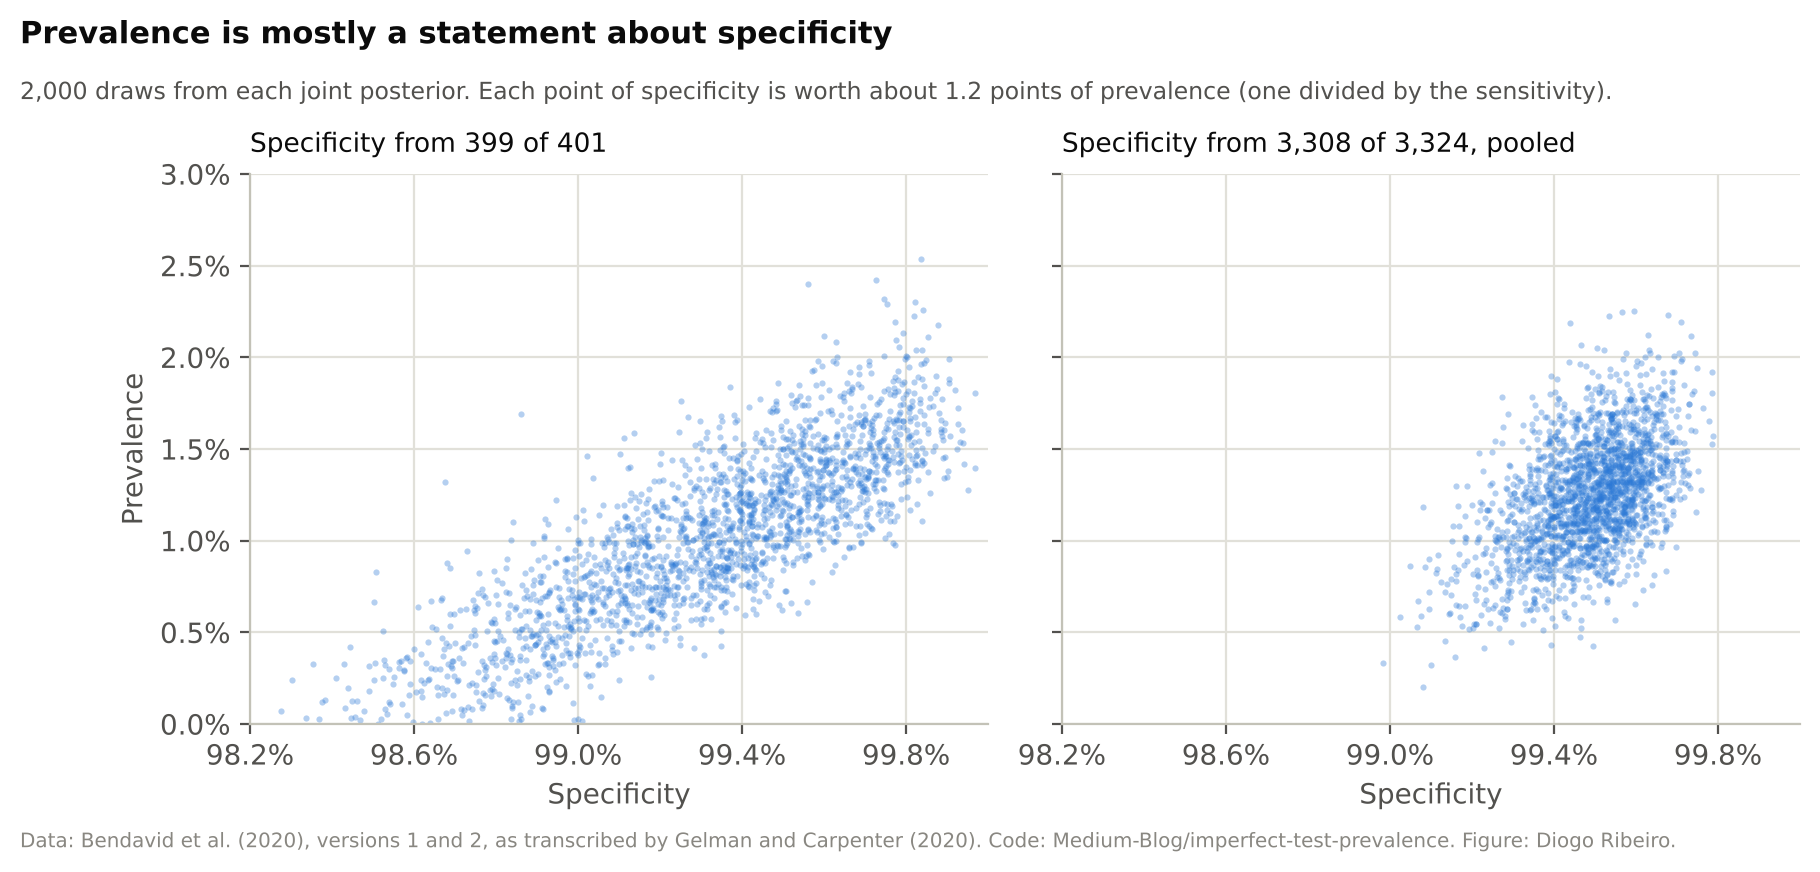 Prevalence is mostly a statement about specificity
2,000 draws from each joint posterior. Each point of specificity is worth about 1.2 points of prevalence (one divided by the sensitivity).
Specificity from 399 of 401
Specificity from 3,308 of 3,324, pooled
3.0%
2.5%
2.0%
1.5%
1.0%
0.5%
0.0%
Prevalence
98.2% 98.6% 99.0% 99.4% 99.8%
98.2% 98.6% 99.0% 99.4% 99.8%
Specificity
Specificity
Data: Bendavid et al. (2020), versions 1 and 2, as transcribed by Gelman and Carpenter (2020). Code: Medium-Blog/imperfect-test-prevalence. Figure: Diogo Ribeiro.